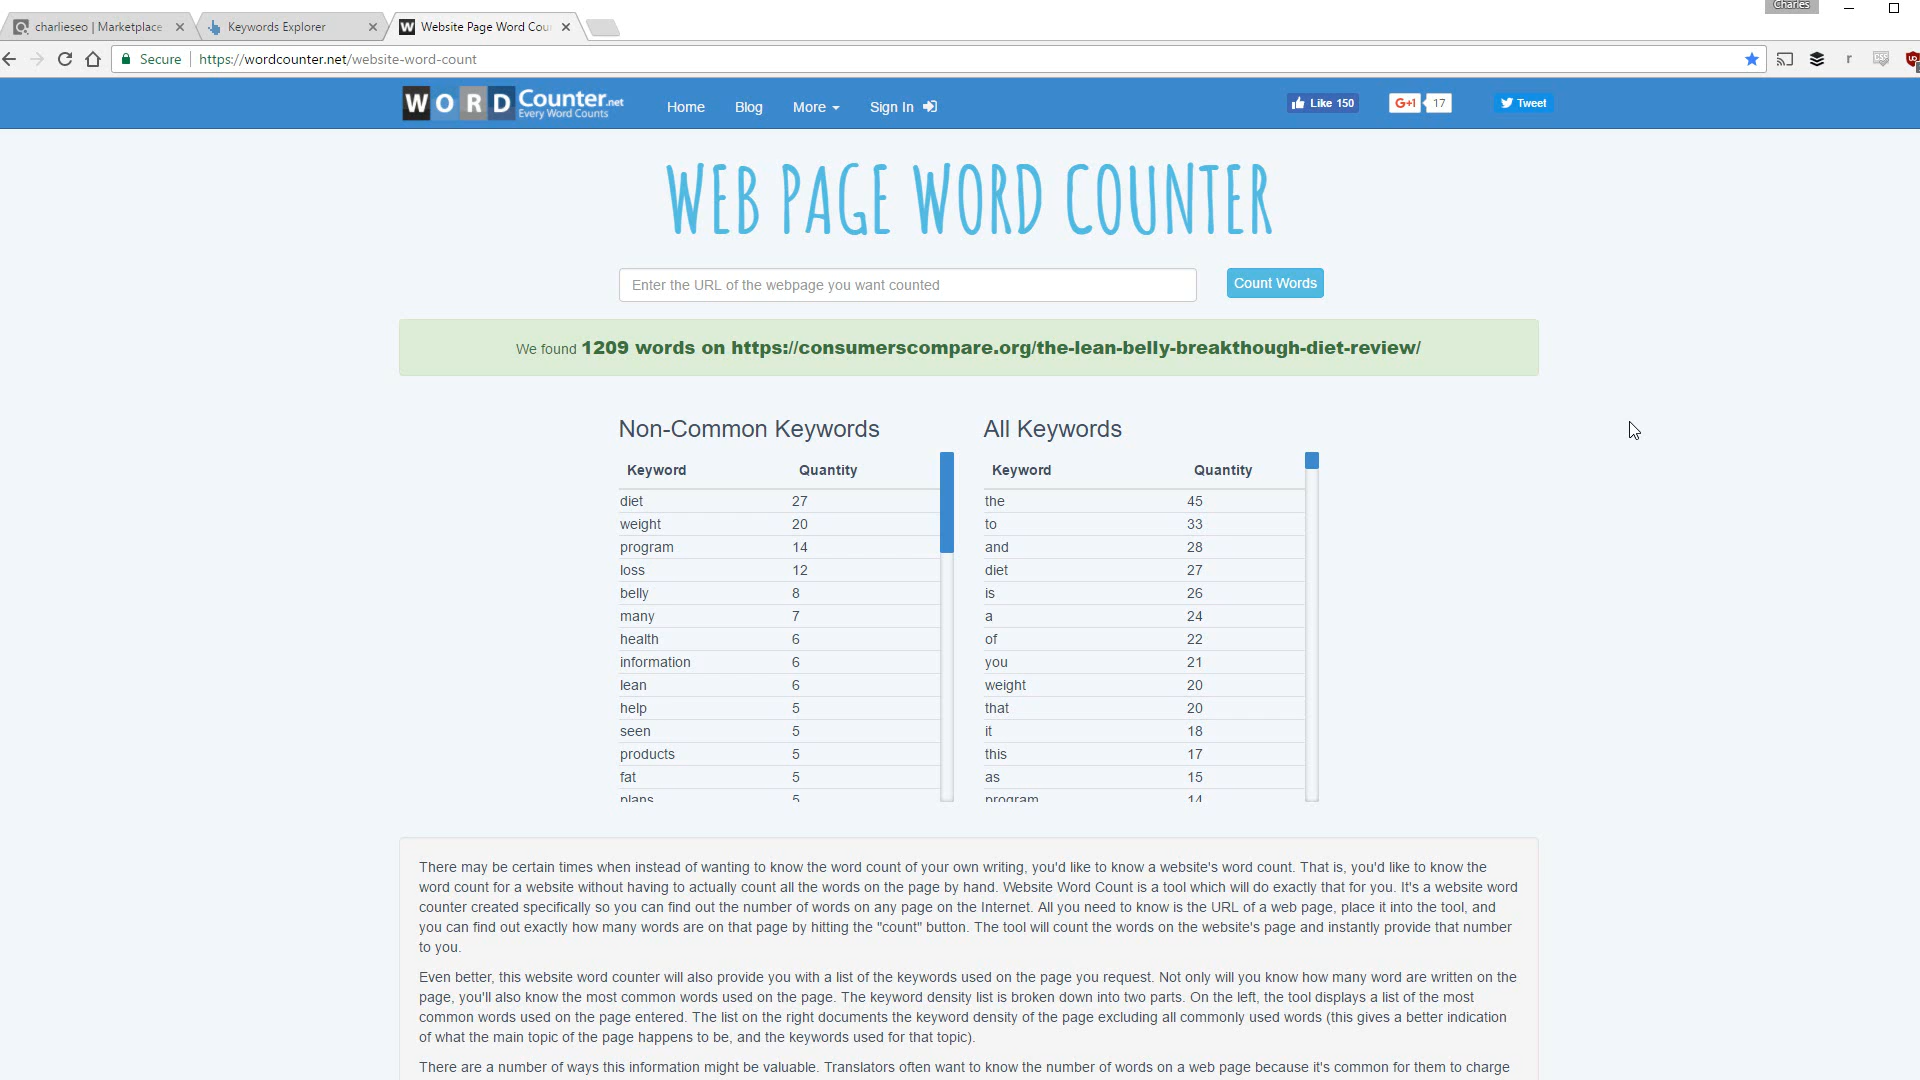 Charles
charlieseo | Marketplace
Keywords Explorer
Website Page Word Cou
Secure
https://wordcounter.net/website-word-count
WORD Counter.net
Every Word Counts
Home
Blog
More
Sign In
Like 150
G+1
17
Tweet
WEB PAGE WORD COUNTER
Enter the URL of the webpage you want counted
Count Words
We found 1209 words on https://consumerscompare.org/the-lean-belly-breakthough-diet-review/
Non-Common Keywords
Keyword Quantity
diet 27
weight 20
program 14
loss 12
belly 8
many 7
health 6
information 6
lean 6
help 5
seen 5
products 5
fat 5
plans 5
All Keywords
Keyword Quantity
the 45
to 33
and 28
diet 27
is 26
a 24
of 22
you 21
weight 20
that 20
it 18
this 17
as 15
program 14
There may be certain times when instead of wanting to know the word count of your own writing, you'd like to know a website's word count. That is, you'd like to know the
word count for a website without having to actually count all the words on the page by hand. Website Word Count is a tool which will do exactly that for you. It's a website word
counter created specifically so you can find out the number of words on any page on the Internet. All you need to know is the URL of a web page, place it into the tool, and
you can find out exactly how many words are on that page by hitting the "count" button. The tool will count the words on the website's page and instantly provide that number
to you.
Even better, this website word counter will also provide you with a list of the keywords used on the page you request. Not only will you know how many word are written on the
page, you'll also know the most common words used on the page. The keyword density list is broken down into two parts. On the left, the tool displays a list of the most
common words used on the page entered. The list on the right documents the keyword density of the page excluding all commonly used words (this gives a better indication
of what the main topic of the page happens to be, and the keywords used for that topic).
There are a number of ways this information might be valuable. Translators often want to know the number of words on a web page because it's common for them to charge